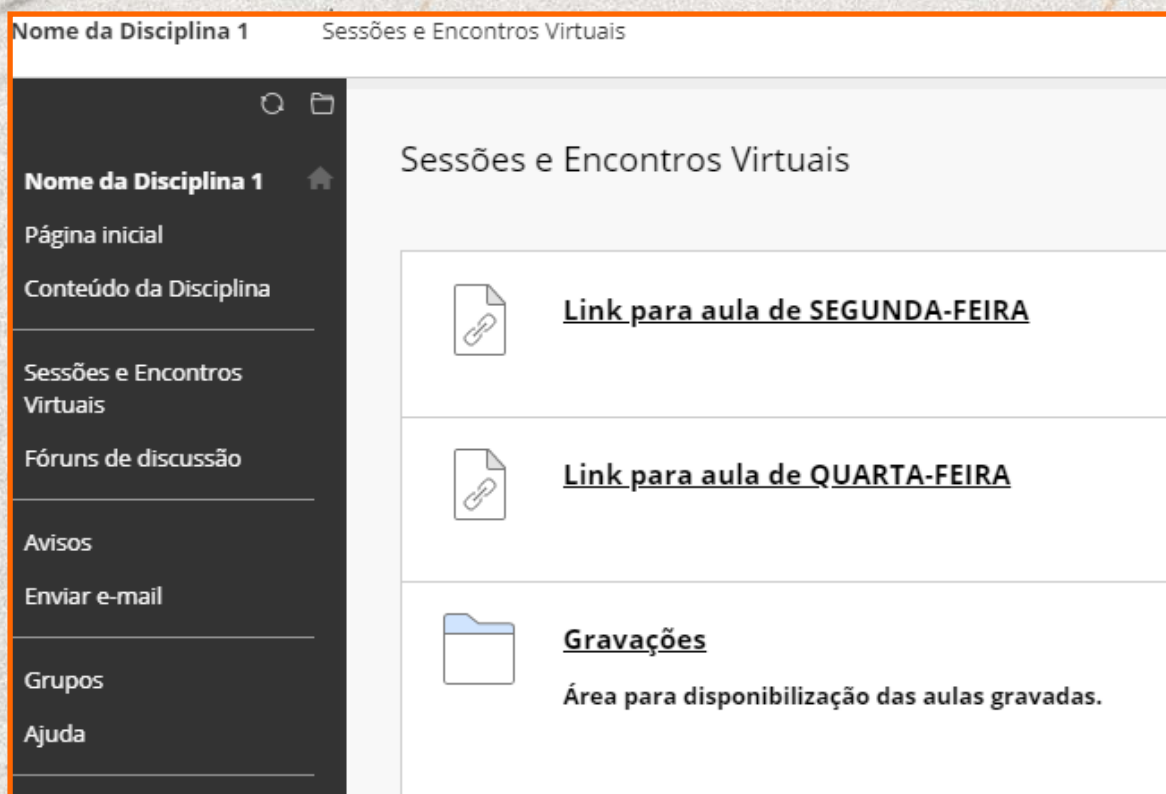 Nome da Disciplina 1
Sessões e Encontros Virtuais
Nome da Disciplina 1
Página inicial
Conteúdo da Disciplina
Sessões e Encontros
Virtuais
Fóruns de discussão
Avisos
Enviar e-mail
Grupos
Ajuda
Sessões e Encontros Virtuais
Link para aula de SEGUNDA-FEIRA
Link para aula de QUARTA-FEIRA
Gravações
Área para disponibilização das aulas gravadas.